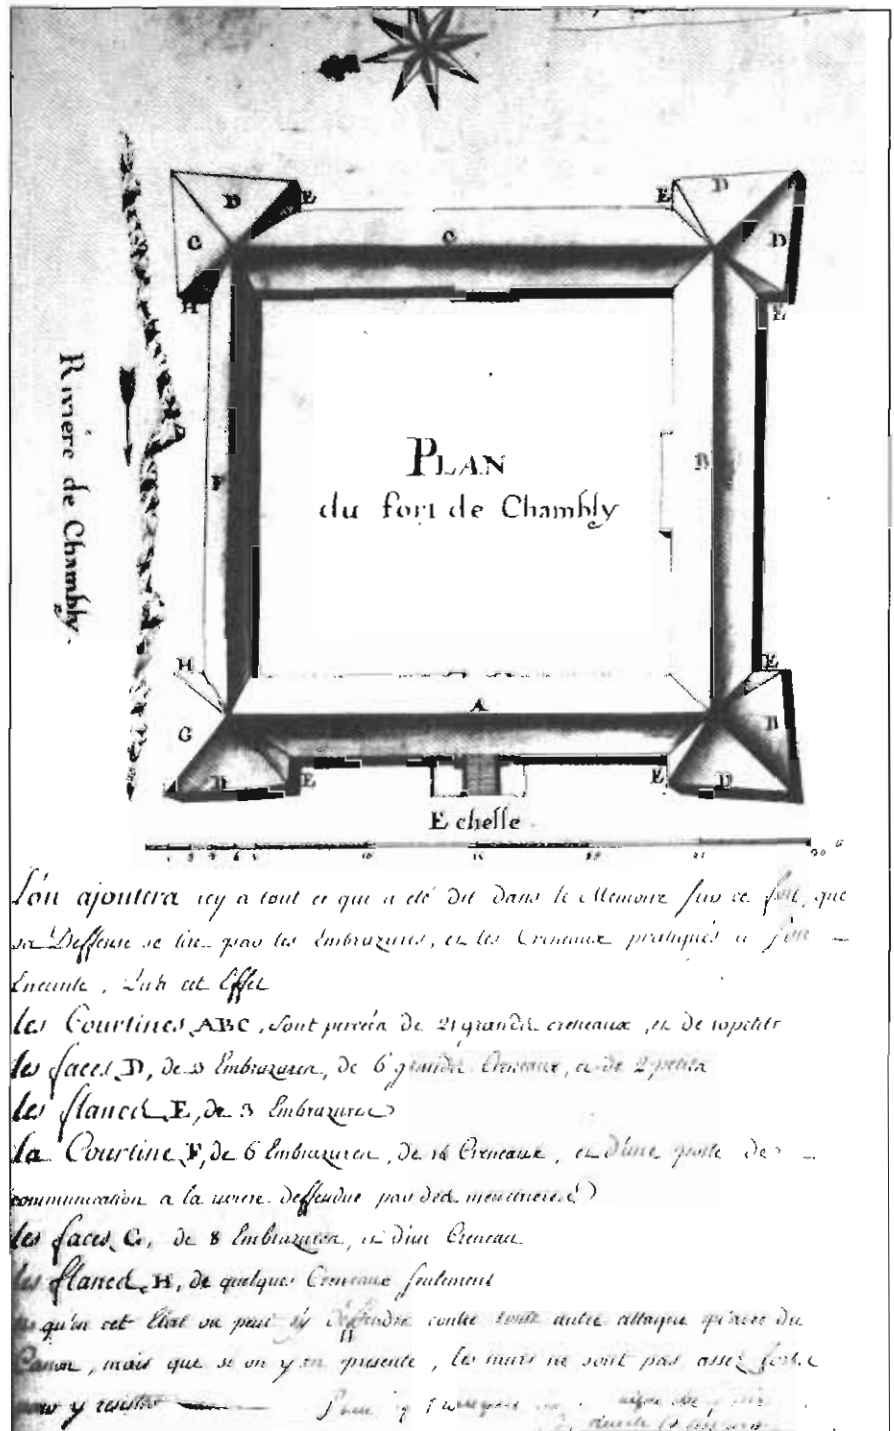 D
E
E
D
G
C
D
H
E
Rivière de Chambly.
PLAN
du fort de Chambly
F
B
H
E
A
G
D
E
E
D
Echelle
L'on ajoutera icy a tout ce qui a eté dit dans le Memoire sur ce fort, que
sa Deffense se tire par les Embrazures, et les Creneaux pratiqués a son
Enceinte, cet Effet
les Courtines ABC, sont percées de 21 grands creneaux, et de 10 petits
les faces D, de 3 Embrazures, de 6 grands Creneaux, et de 2 petits
les flancs E, de 3 Embrazures
la Courtine F, de 6 Embrazures, de 16 Creneaux, et d'une porte de
communication a la riviere deffendue par des meurtrieres
les faces G, de 8 Embrazures, et d'un Creneau
les flancs H, de quelques Creneaux seulement
qu'en cet Etat on peut s'y deffendre contre toute autre attaque qu'avec du
Canon, mais que si on y en presente, les murs ne sont pas assez forts
pour y resister